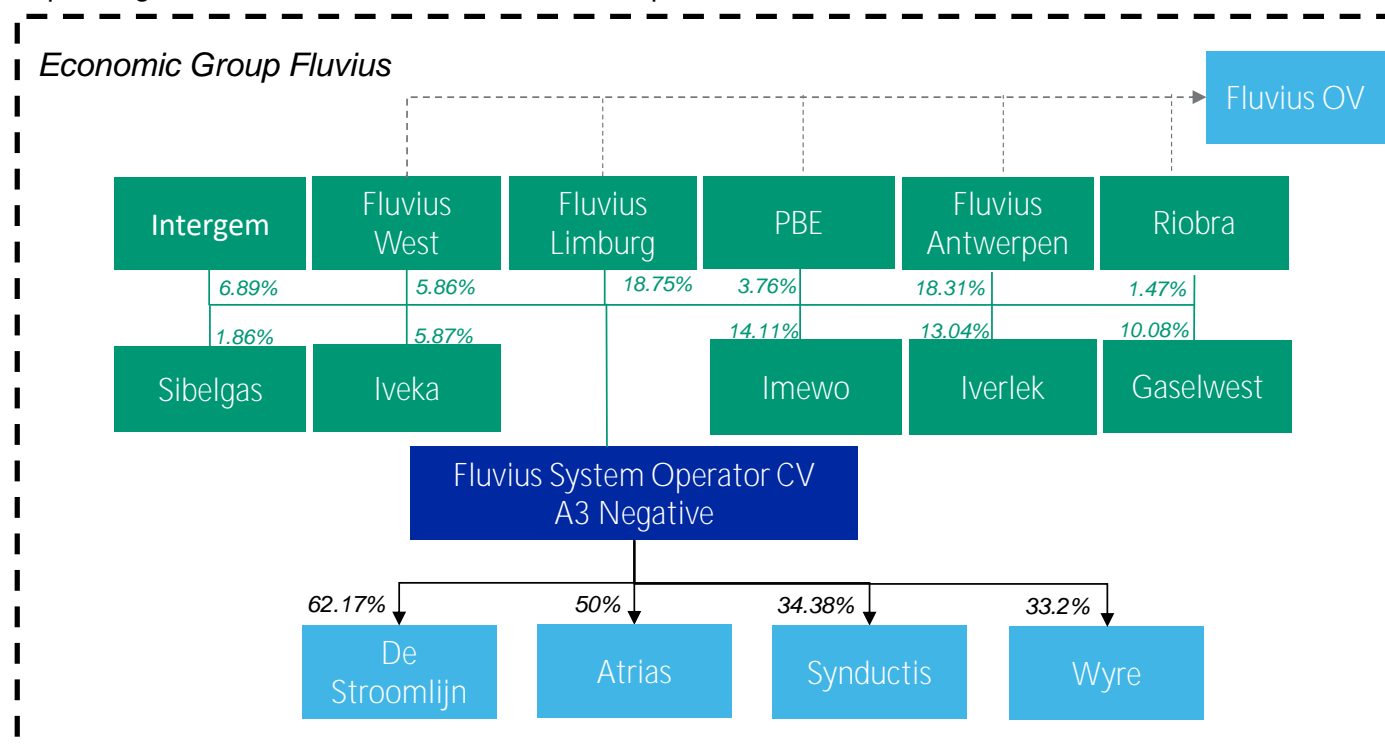 Economic Group Fluvius
Fluvius OV
Intergem
Fluvius
West
Fluvius
Limburg
PBE
Fluvius
Antwerpen
Riobra
6.89%
5.86%
18.75%
3.76%
18.31%
1.47%
1.86%
5.87%
14.11%
13.04%
10.08%
Sibelgas
Iveka
Imewo
Iverlek
Gaselwest
Fluvius System Operator CV
A3 Negative
62.17%
50%
34.38%
33.2%
De
Stroomlijn
Atrias
Synductis
Wyre